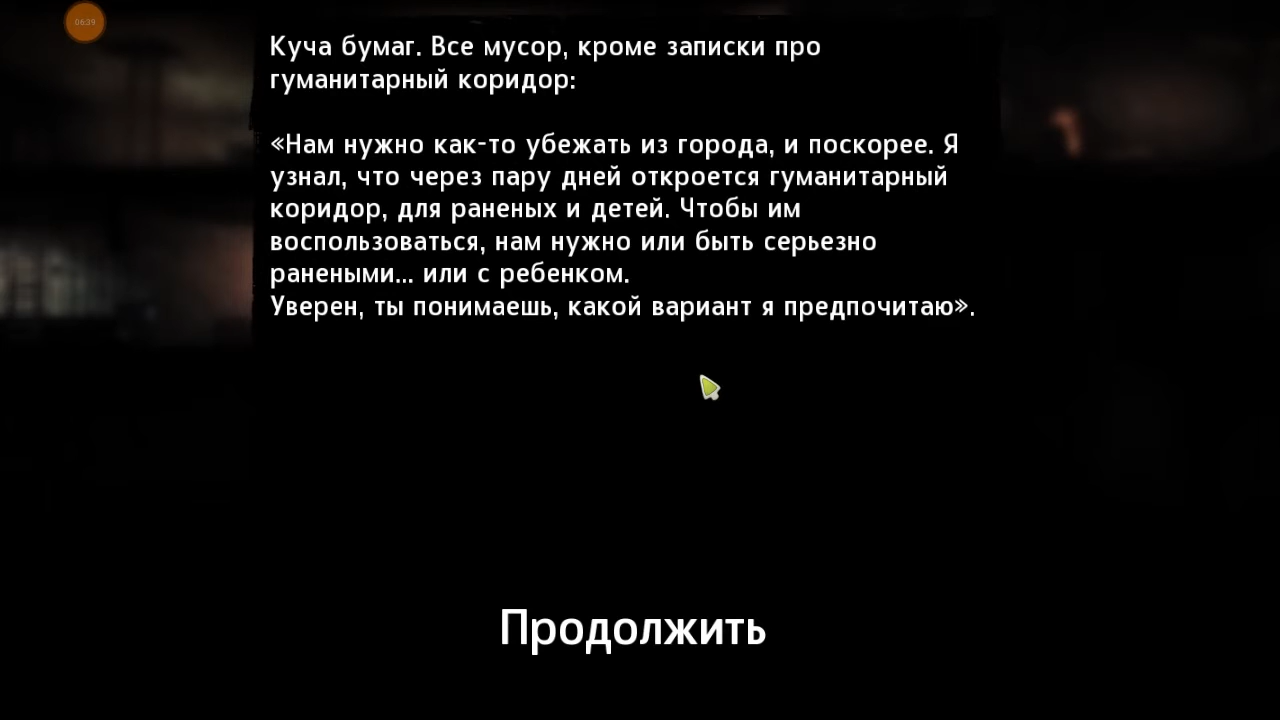 06:39
Куча бумаг. Все мусор, кроме записки про
гуманитарный коридор:
«Нам нужно как-то убежать из города, и поскорее. Я
узнал, что через пару дней откроется гуманитарный
коридор, для раненых и детей. Чтобы им
воспользоваться, нам нужно или быть серьезно
ранеными... или с ребенком.
Уверен, ты понимаешь, какой вариант я предпочитаю».
Продолжить